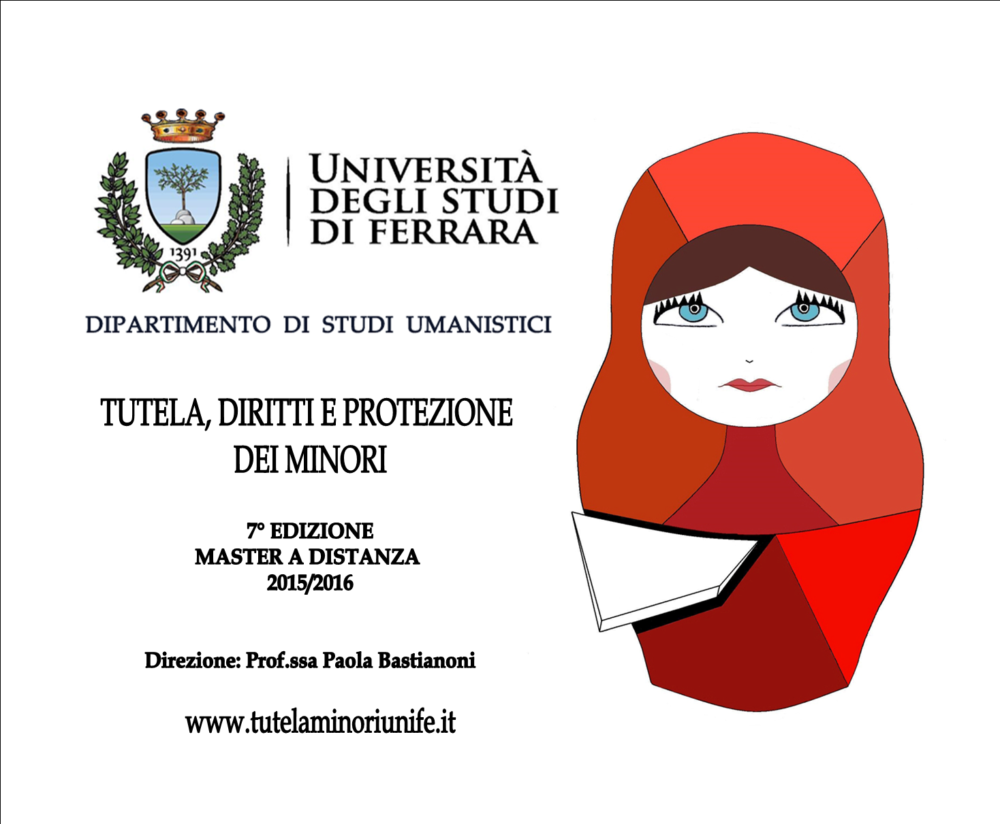 UNIVERSITÀ
DEGLI STUDI
DI FERRARA
1391
DIPARTIMENTO DI STUDI UMANISTICI
TUTELA, DIRITTI E PROTEZIONE
DEI MINORI
7° EDIZIONE
MASTER A DISTANZA
2015/2016
Direzione: Prof.ssa Paola Bastianoni
www.tutelaminoriunife.it